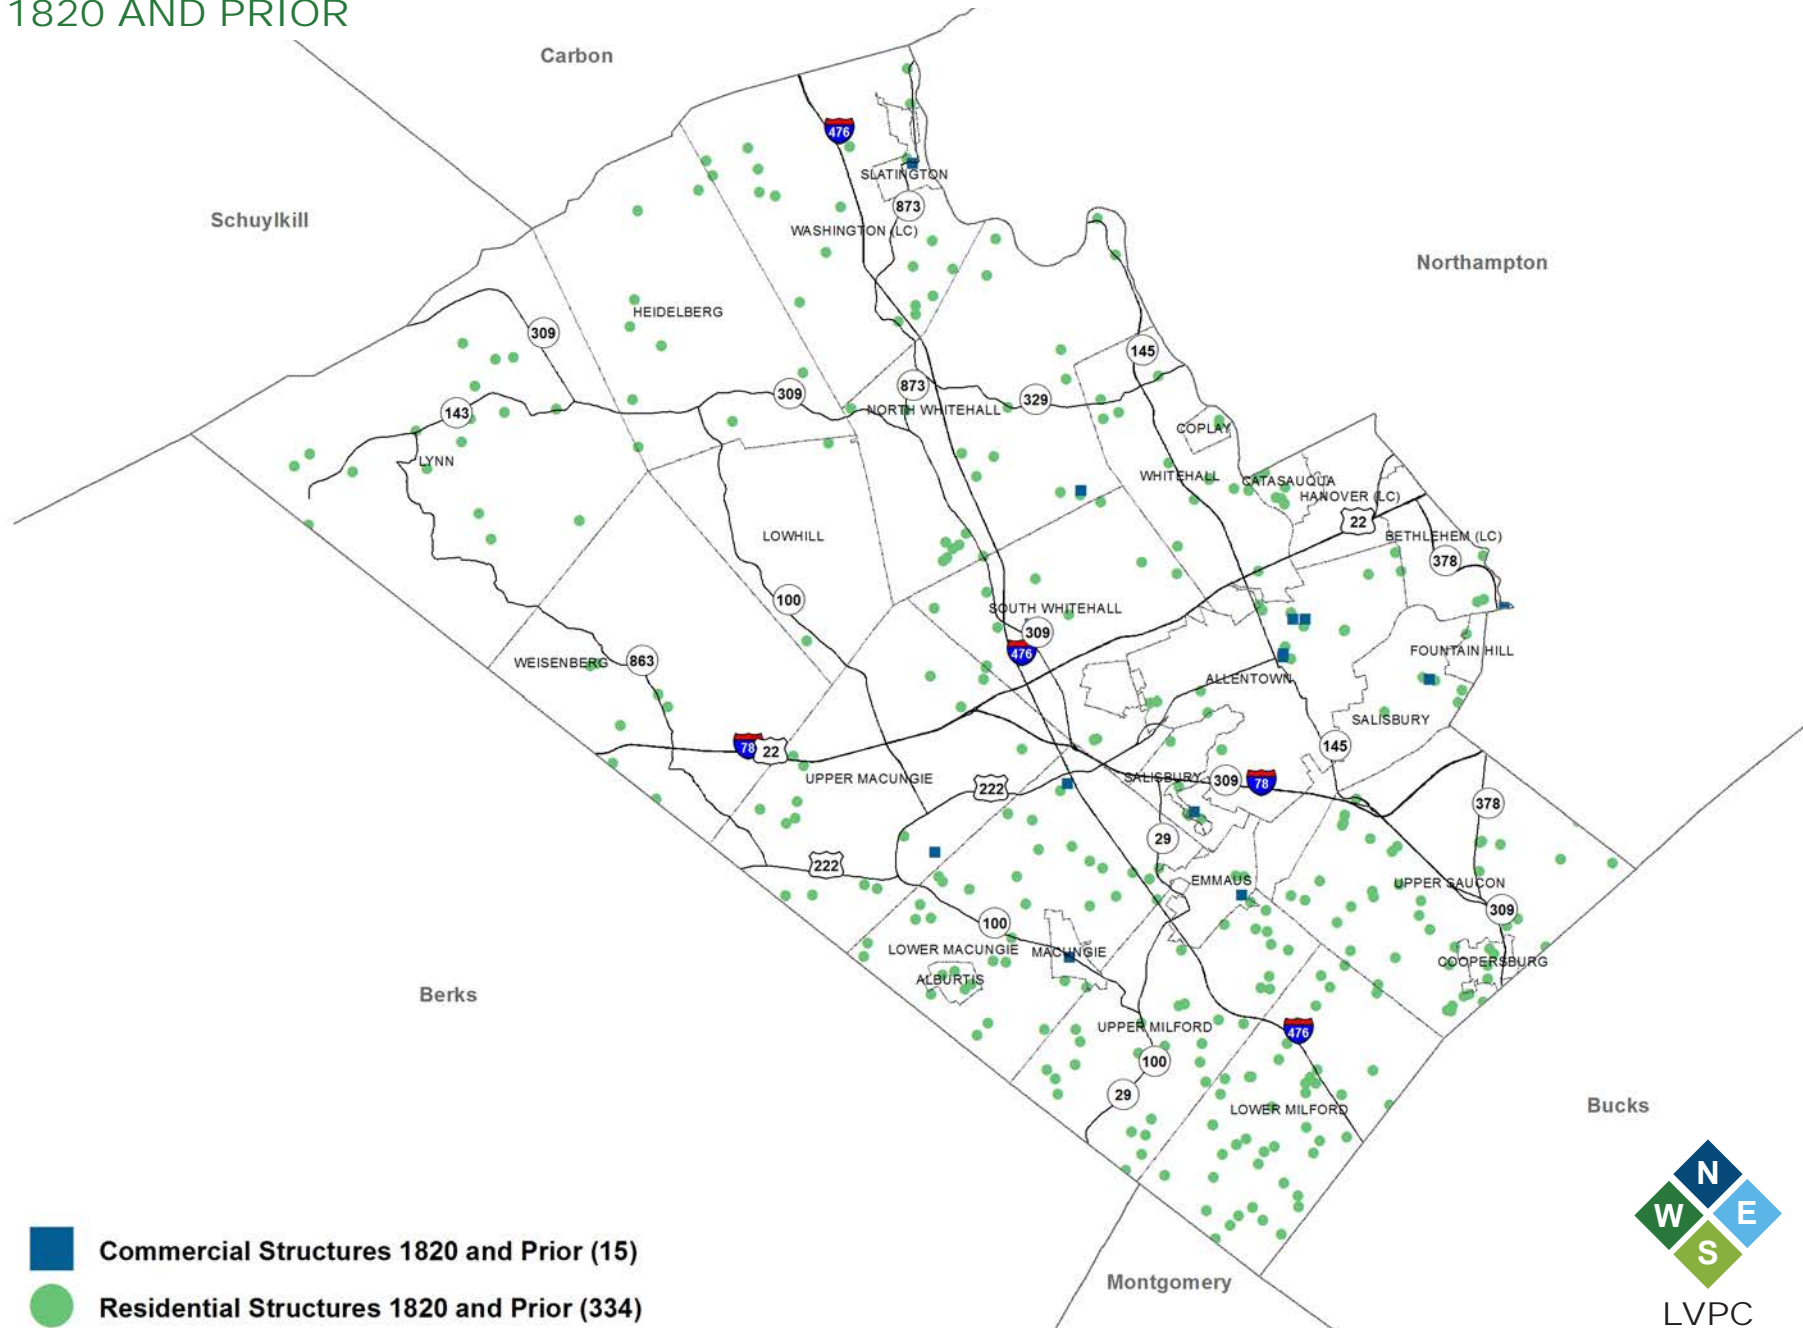 1820 AND PRIOR
Carbon
476
SLATINGTON
873
Schuylkill
WASHINGTON (LC)
Northampton
HEIDELBERG
309
145
309
873
329
NORTH WHITEHALL
143
COPLAY
LYNN
WHITEHALL
CATASAUQUA
HANOVER (LC)
22
LOWHILL
BETHLEHEM (LC)
378
100
SOUTH WHITEHALL
309
476
WEISENBERG
863
FOUNTAIN HILL
ALLENTOWN
SALISBURY
78
22
145
UPPER MACUNGIE
SALISBURY
309
78
222
378
29
222
EMMAUS
UPPER SAUCON
309
100
LOWER MACUNGIE
MACUNGIE
COOPERSBURG
ALBURTIS
Berks
UPPER MILFORD
476
100
29
LOWER MILFORD
Bucks
N
W
E
S
Commercial Structures 1820 and Prior (15)
Montgomery
Residential Structures 1820 and Prior (334)
LVPC